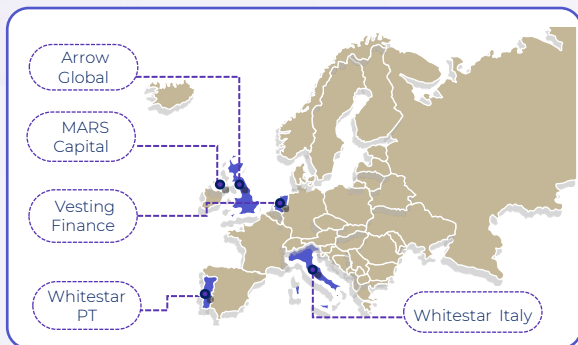 Arrow
Global
MARS
Capital
Vesting
Finance
Whitestar
PT
Whitestar Italy